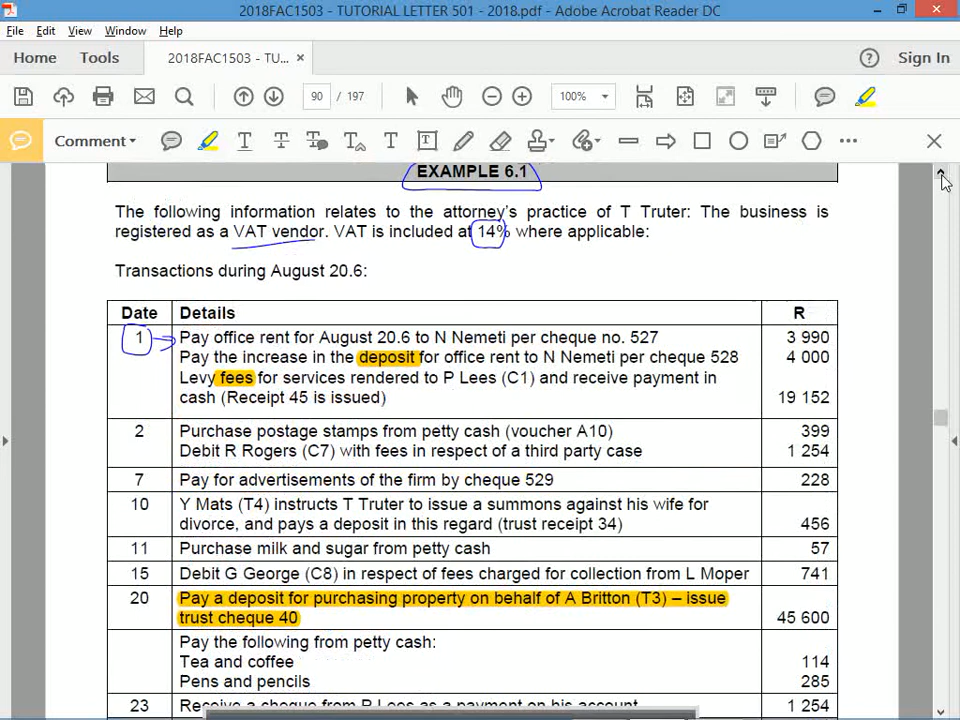 2018FAC1503 - TUTORIAL LETTER 501 - 2018.pdf - Adobe Acrobat Reader DC
File Edit View Window Help
Home Tools 2018FAC1503 - TU... × Sign In
90 / 197 100%
Comment
EXAMPLE 6.1
The following information relates to the attorney's practice of T Truter: The business is
registered as a VAT vendor. VAT is included at 14% where applicable:
Transactions during August 20.6:
Date Details R
1 Pay office rent for August 20.6 to N Nemeti per cheque no. 527 3 990
Pay the increase in the deposit for office rent to N Nemeti per cheque 528 4 000
Levy fees for services rendered to P Lees (C1) and receive payment in
cash (Receipt 45 is issued) 19 152
2 Purchase postage stamps from petty cash (voucher A10) 399
Debit R Rogers (C7) with fees in respect of a third party case 1 254
7 Pay for advertisements of the firm by cheque 529 228
10 Y Mats (T4) instructs T Truter to issue a summons against his wife for
divorce, and pays a deposit in this regard (trust receipt 34) 456
11 Purchase milk and sugar from petty cash 57
15 Debit G George (C8) in respect of fees charged for collection from L Moper 741
20 Pay a deposit for purchasing property on behalf of A Britton (T3) – issue
trust cheque 40 45 600
Pay the following from petty cash:
Tea and coffee 114
Pens and pencils 285
23 Receive a cheque from P Lees as a payment on his account 1 254